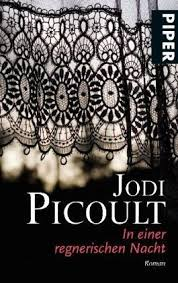 PIPER
JODI
PICOULT
In einer
regnerischen Nacht
Roman